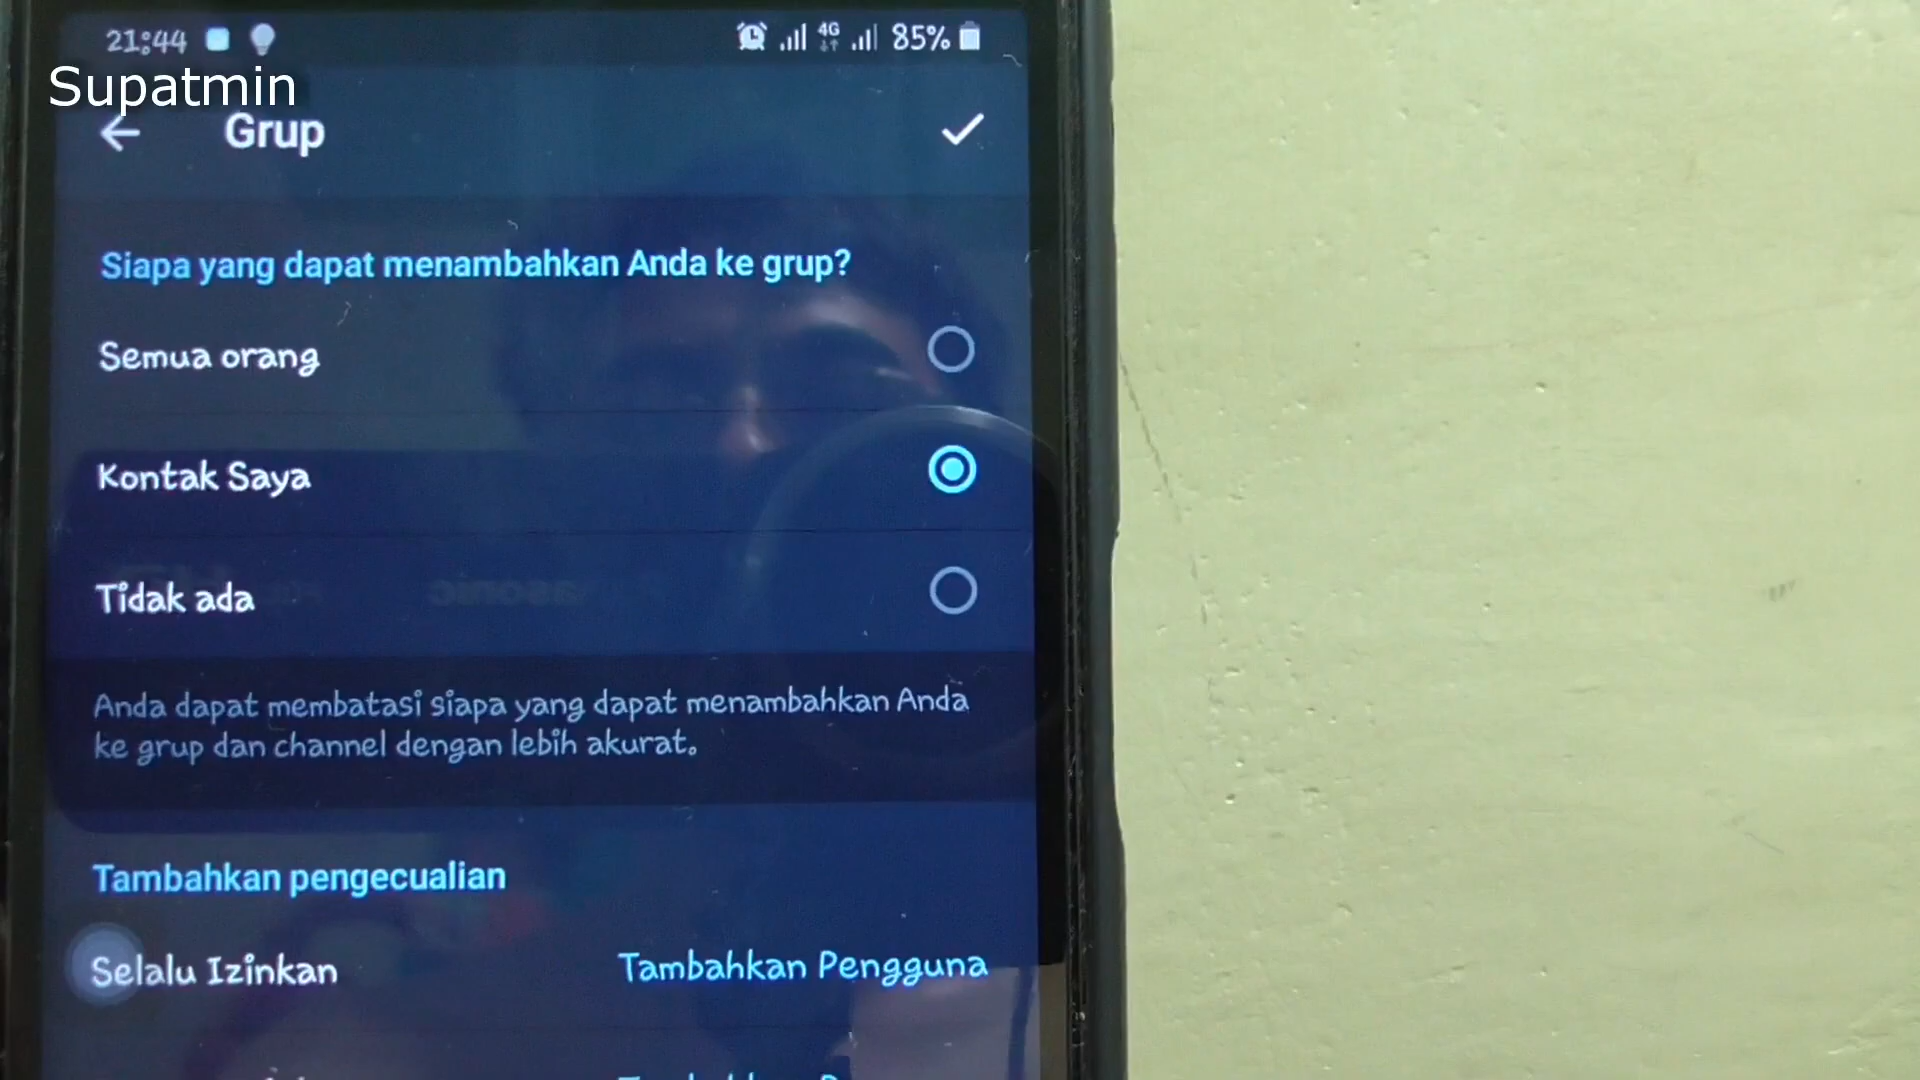 21:44
4G
85%
Supatmin
Grup
Siapa yang dapat menambahkan Anda ke grup?
Semua orang
Kontak Saya
Tidak ada
Anda dapat membatasi siapa yang dapat menambahkan Anda
ke grup dan channel dengan lebih akurat.
Tambahkan pengecualian
Selalu Izinkan
Tambahkan Pengguna